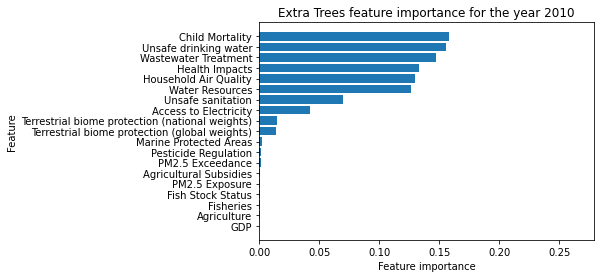 Extra Trees feature importance for the year 2010
Child Mortality
Unsafe drinking water
Wastewater Treatment
Health Impacts
Household Air Quality
Water Resources
Unsafe sanitation
Access to Electricity
Terrestrial biome protection (national weights)
Terrestrial biome protection (global weights)
Marine Protected Areas
Pesticide Regulation
PM2.5 Exceedance
Agricultural Subsidies
PM2.5 Exposure
Fish Stock Status
Fisheries
Agriculture
GDP
Feature
0.00 0.05 0.10 0.15 0.20 0.25
Feature importance